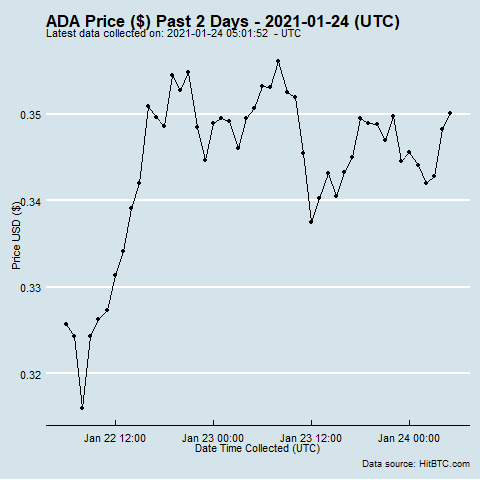 ADA Price ($) Past 2 Days - 2021-01-24 (UTC)
Latest data collected on: 2021-01-24 05:01:52  - UTC
0.35
0.34
0.33
0.32
Price USD ($)
Jan 22 12:00 Jan 23 00:00 Jan 23 12:00 Jan 24 00:00
Date Time Collected (UTC)
Data source: HitBTC.com